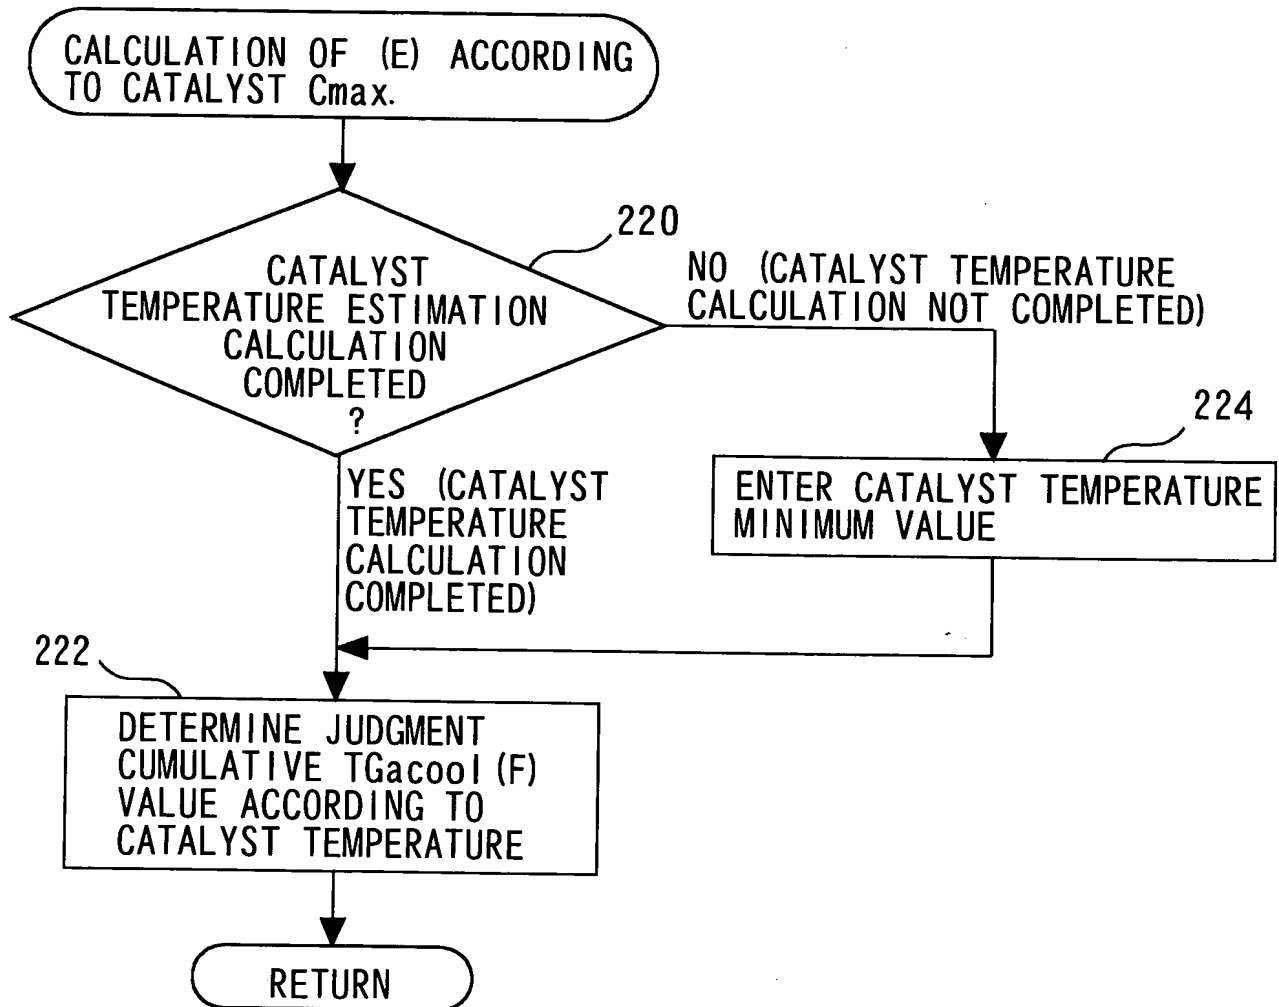 CALCULATION OF (E) ACCORDING
TO CATALYST Cmax.
220
CATALYST
TEMPERATURE ESTIMATION
CALCULATION
COMPLETED
?
NO (CATALYST TEMPERATURE
CALCULATION NOT COMPLETED)
224
ENTER CATALYST TEMPERATURE
MINIMUM VALUE
YES (CATALYST
TEMPERATURE
CALCULATION
COMPLETED)
222
DETERMINE JUDGMENT
CUMULATIVE TGacool (F)
VALUE ACCORDING TO
CATALYST TEMPERATURE
RETURN